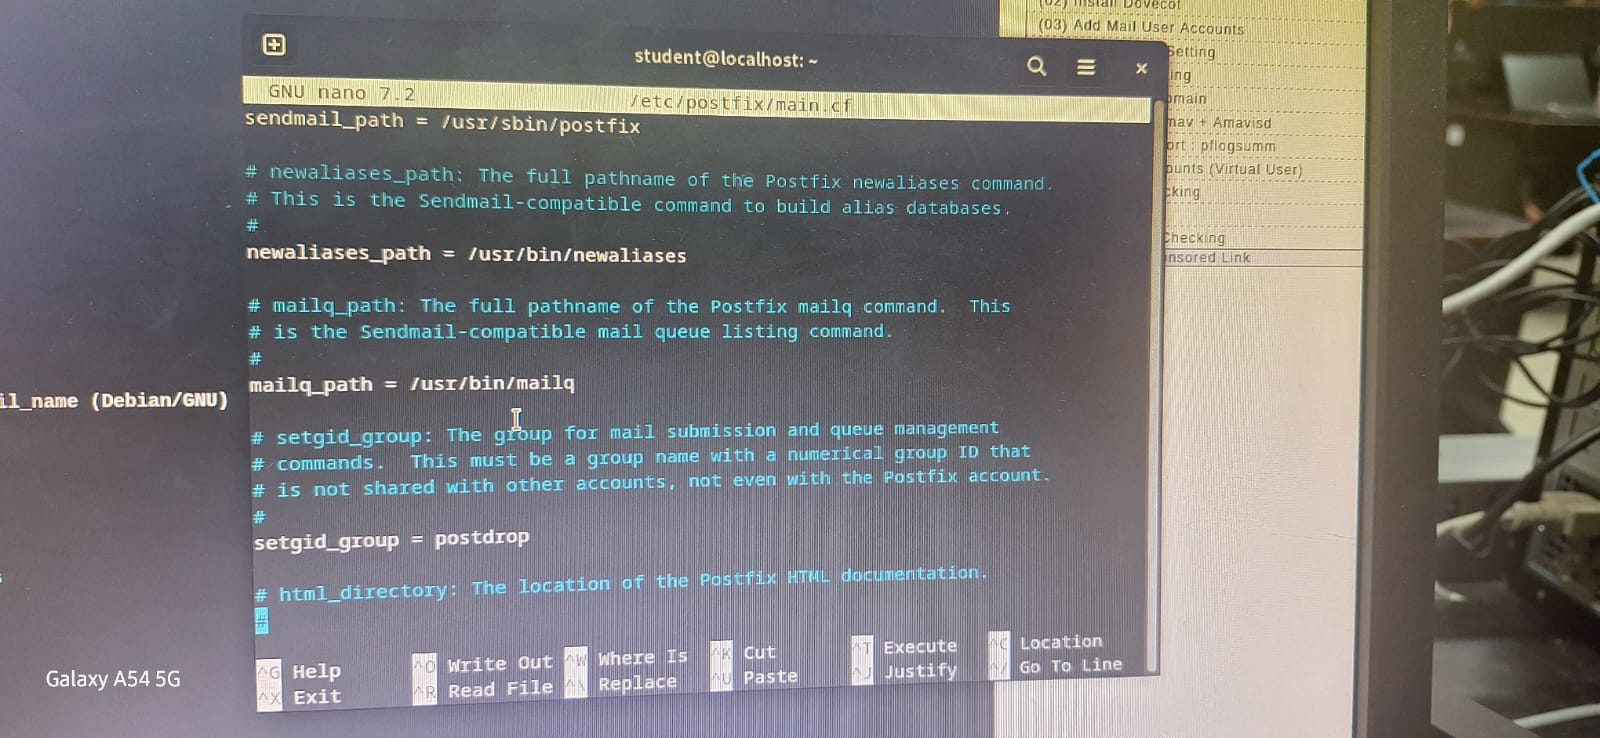 (02) Install Dovecot
(03) Add Mail User Accounts
Setting
ing
omain
mav + Amavisd
ort : pflogsumm
ounts (Virtual User)
cking
Checking
nsored Link
student@localhost: ~
GNU nano 7.2 /etc/postfix/main.cf
sendmail_path = /usr/sbin/postfix
# newaliases_path: The full pathname of the Postfix newaliases command.
# This is the Sendmail-compatible command to build alias databases.
#
newaliases_path = /usr/bin/newaliases
# mailq_path: The full pathname of the Postfix mailq command.  This
# is the Sendmail-compatible mail queue listing command.
#
mailq_path = /usr/bin/mailq
il_name (Debian/GNU)
# setgid_group: The group for mail submission and queue management
# commands.  This must be a group name with a numerical group ID that
# is not shared with other accounts, not even with the Postfix account.
#
setgid_group = postdrop
# html_directory: The location of the Postfix HTML documentation.
#
^G Help ^O Write Out ^W Where Is ^K Cut ^T Execute ^C Location
^X Exit ^R Read File ^\ Replace ^U Paste ^J Justify ^/ Go To Line
Galaxy A54 5G